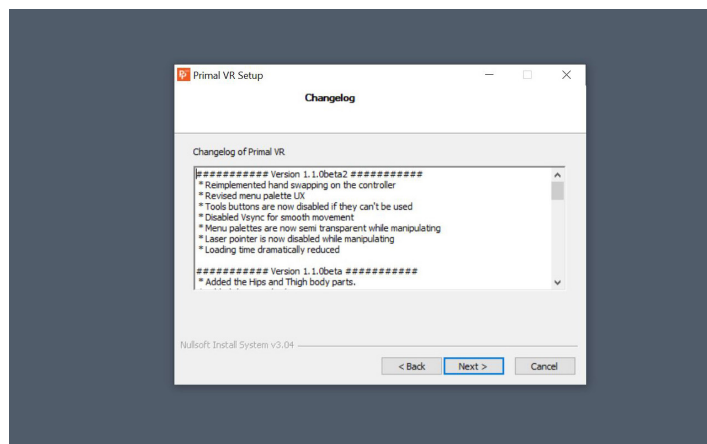 Primal VR Setup
Changelog
Changelog of Primal VR
########### Version 1.1.0beta2 ###########
* Reimplemented hand swapping on the controller
* Revised menu palette UX
* Tools buttons are now disabled if they can't be used
* Disabled Vsync for smooth movement
* Menu palettes are now semi transparent while manipulating
* Laser pointer is now disabled while manipulating
* Loading time dramatically reduced
########### Version 1.1.0beta ###########
* Added the Hips and Thigh body parts.
Nullsoft Install System v3.04
< Back Next > Cancel